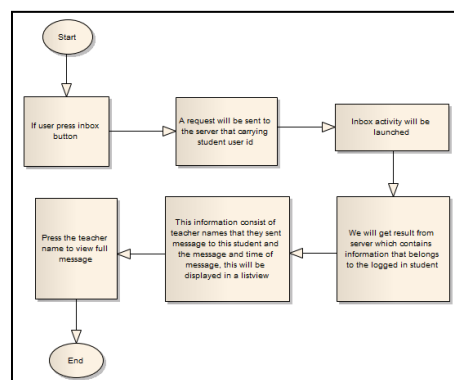 Start
If user press inbox
button
A request will be sent to
the server that carrying
student user id
Inbox activity will be
launched
We will get result from
server which contains
information that belongs
to the logged in student
This information consist of
teacher names that they sent
message to this student and
the message and time of
message, this will be
displayed in a listview
Press the teacher
name to view full
message
End